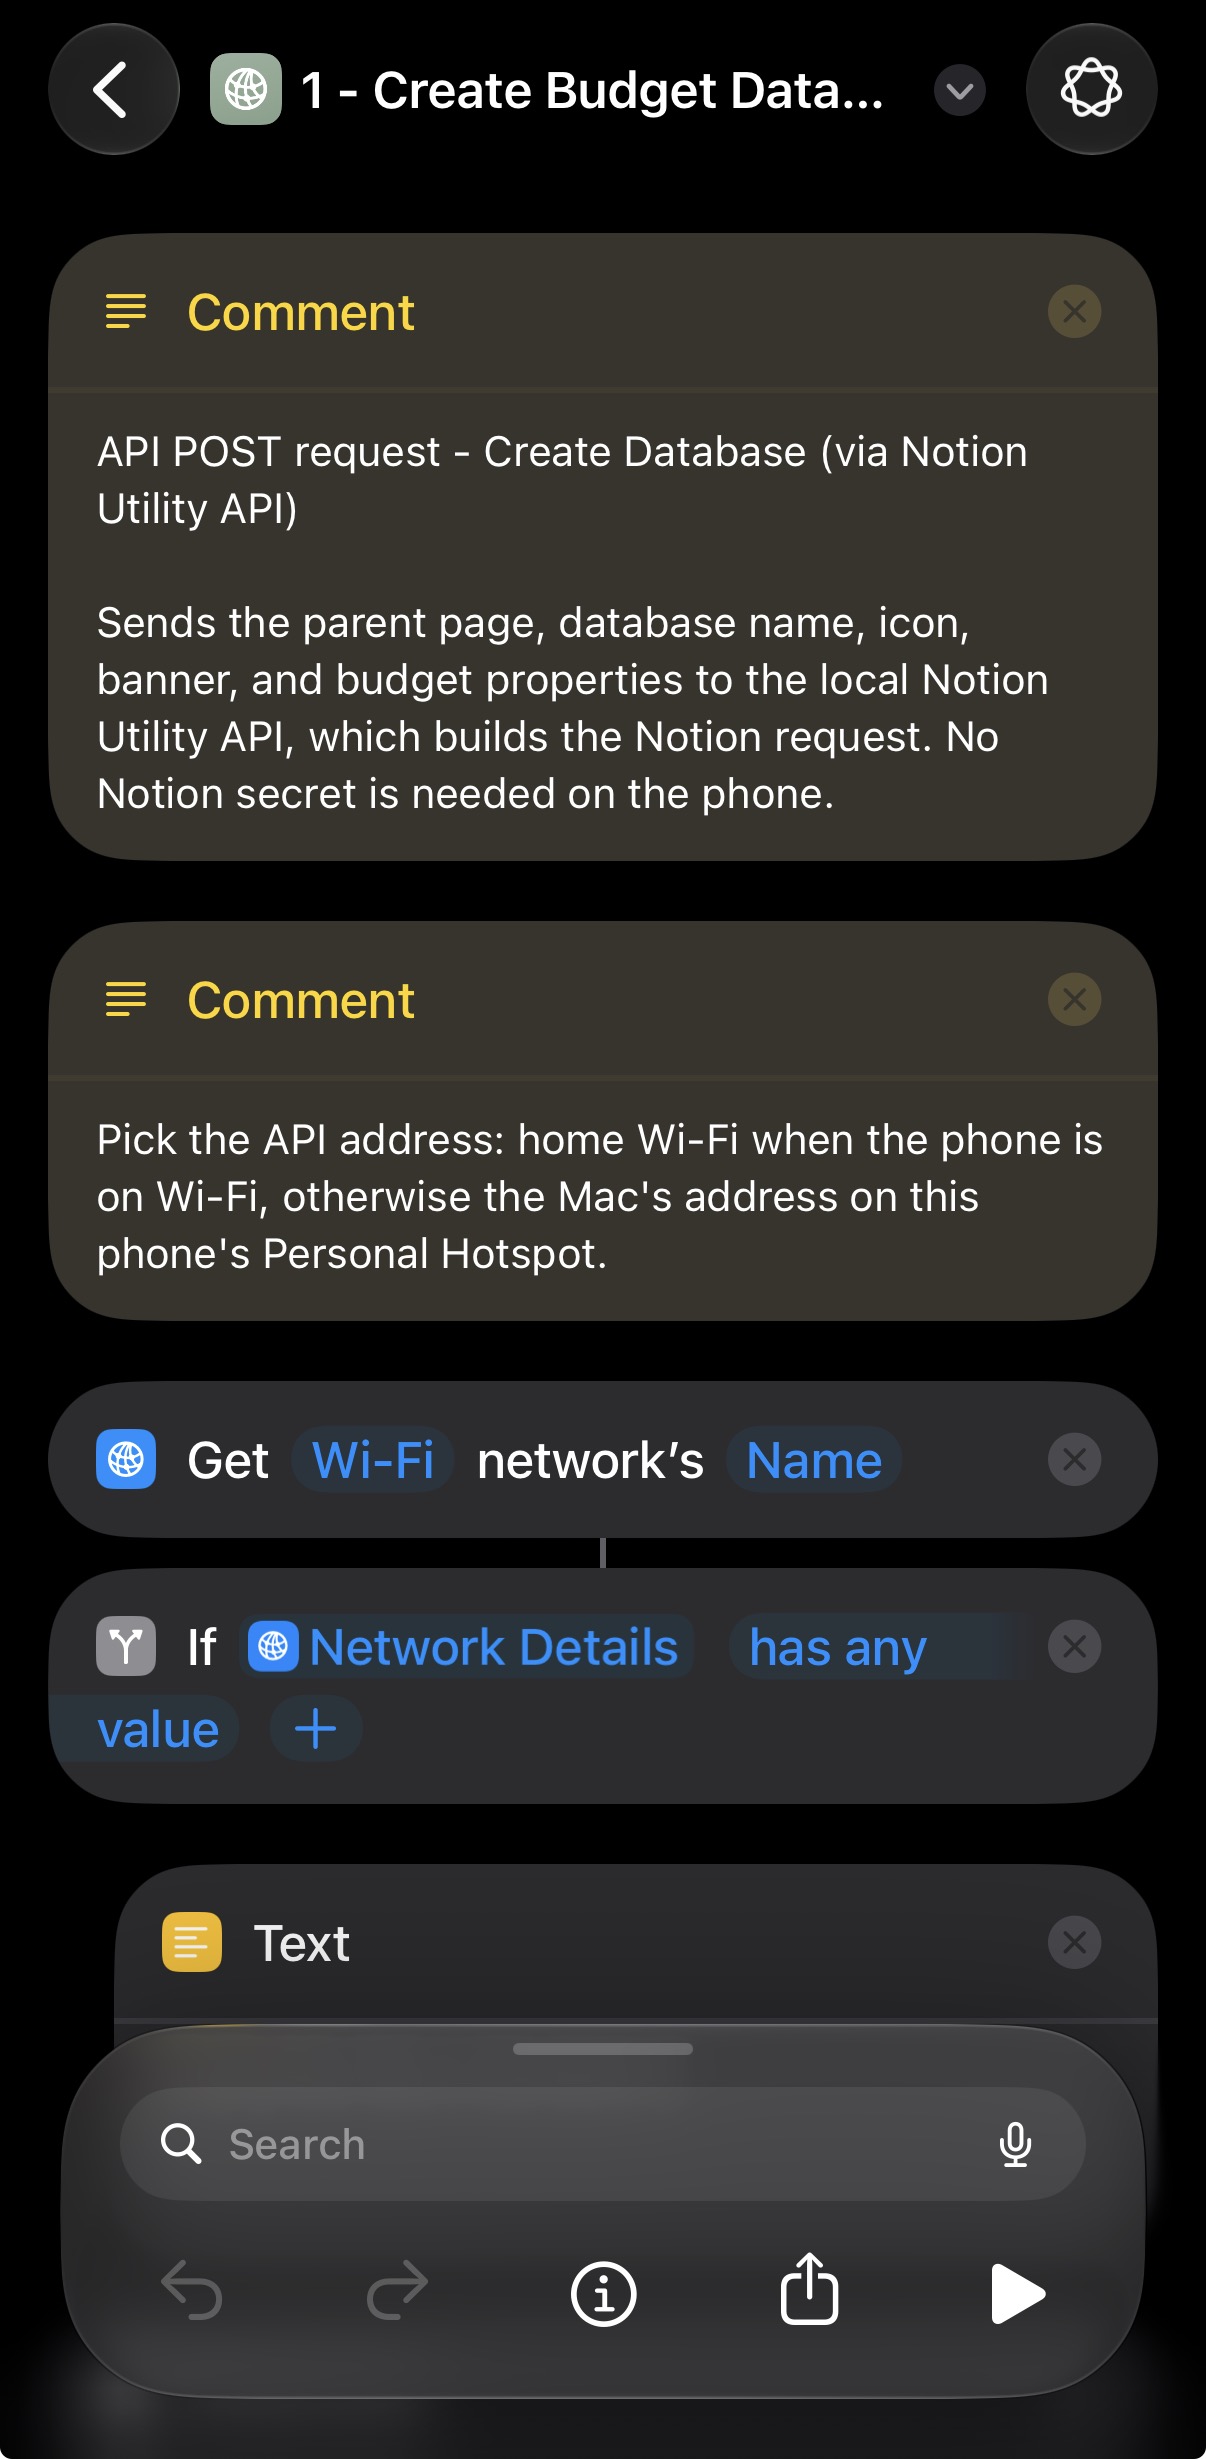 1 - Create Budget Data...
Comment
API POST request - Create Database (via Notion
Utility API)
Sends the parent page, database name, icon,
banner, and budget properties to the local Notion
Utility API, which builds the Notion request. No
Notion secret is needed on the phone.
Comment
Pick the API address: home Wi-Fi when the phone is
on Wi-Fi, otherwise the Mac's address on this
phone's Personal Hotspot.
Get Wi-Fi network’s Name
If Network Details has any
value +
Text
Search